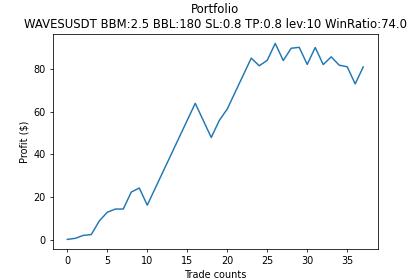 Portfolio
WAVESUSDT BBM:2.5 BBL:180 SL:0.8 TP:0.8 lev:10 WinRatio:74.0
Profit ($)
80
60
40
20
0
0 5 10 15 20 25 30 35
Trade counts